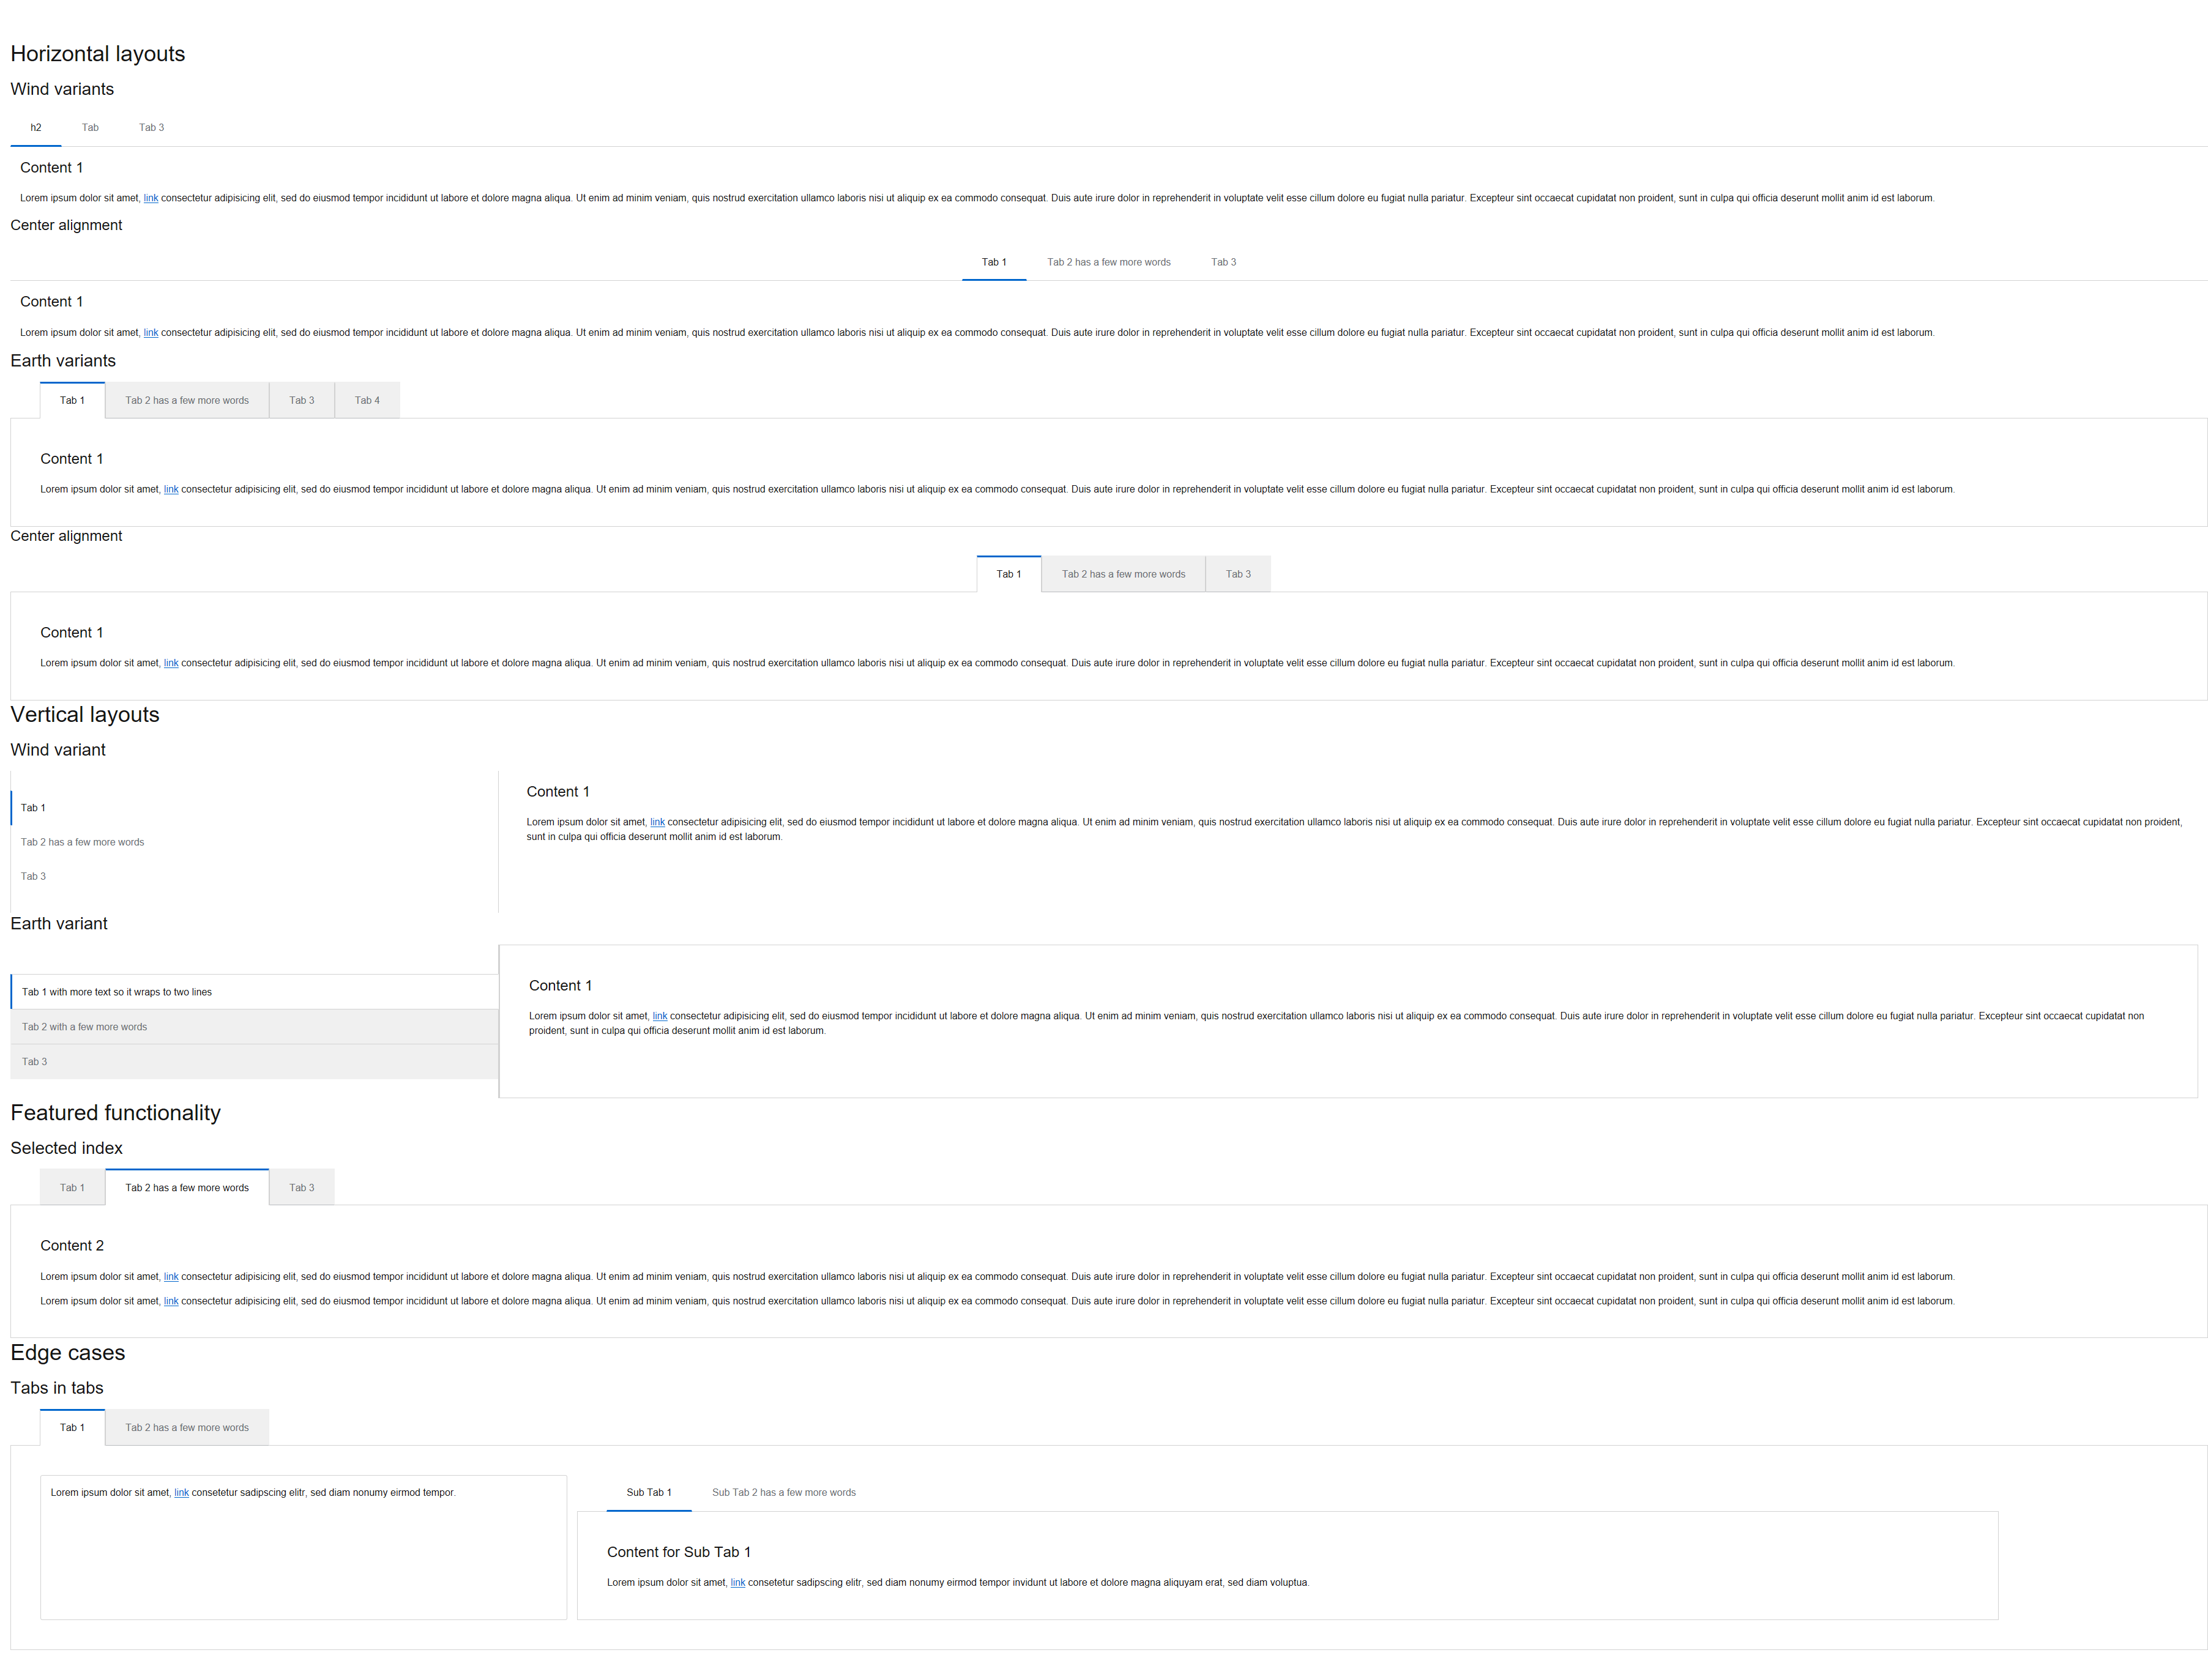 Horizontal layouts
Wind variants
h2 Tab Tab 3
Content 1
Lorem ipsum dolor sit amet, link consectetur adipisicing elit, sed do eiusmod tempor incididunt ut labore et dolore magna aliqua. Ut enim ad minim veniam, quis nostrud exercitation ullamco laboris nisi ut aliquip ex ea commodo consequat. Duis aute irure dolor in reprehenderit in voluptate velit esse cillum dolore eu fugiat nulla pariatur. Excepteur sint occaecat cupidatat non proident, sunt in culpa qui officia deserunt mollit anim id est laborum.
Center alignment
Tab 1 Tab 2 has a few more words Tab 3
Content 1
Lorem ipsum dolor sit amet, link consectetur adipisicing elit, sed do eiusmod tempor incididunt ut labore et dolore magna aliqua. Ut enim ad minim veniam, quis nostrud exercitation ullamco laboris nisi ut aliquip ex ea commodo consequat. Duis aute irure dolor in reprehenderit in voluptate velit esse cillum dolore eu fugiat nulla pariatur. Excepteur sint occaecat cupidatat non proident, sunt in culpa qui officia deserunt mollit anim id est laborum.
Earth variants
Tab 1 Tab 2 has a few more words Tab 3 Tab 4
Content 1
Lorem ipsum dolor sit amet, link consectetur adipisicing elit, sed do eiusmod tempor incididunt ut labore et dolore magna aliqua. Ut enim ad minim veniam, quis nostrud exercitation ullamco laboris nisi ut aliquip ex ea commodo consequat. Duis aute irure dolor in reprehenderit in voluptate velit esse cillum dolore eu fugiat nulla pariatur. Excepteur sint occaecat cupidatat non proident, sunt in culpa qui officia deserunt mollit anim id est laborum.
Center alignment
Tab 1 Tab 2 has a few more words Tab 3
Content 1
Lorem ipsum dolor sit amet, link consectetur adipisicing elit, sed do eiusmod tempor incididunt ut labore et dolore magna aliqua. Ut enim ad minim veniam, quis nostrud exercitation ullamco laboris nisi ut aliquip ex ea commodo consequat. Duis aute irure dolor in reprehenderit in voluptate velit esse cillum dolore eu fugiat nulla pariatur. Excepteur sint occaecat cupidatat non proident, sunt in culpa qui officia deserunt mollit anim id est laborum.
Vertical layouts
Wind variant
Tab 1
Tab 2 has a few more words
Tab 3
Content 1
Lorem ipsum dolor sit amet, link consectetur adipisicing elit, sed do eiusmod tempor incididunt ut labore et dolore magna aliqua. Ut enim ad minim veniam, quis nostrud exercitation ullamco laboris nisi ut aliquip ex ea commodo consequat. Duis aute irure dolor in reprehenderit in voluptate velit esse cillum dolore eu fugiat nulla pariatur. Excepteur sint occaecat cupidatat non proident,
sunt in culpa qui officia deserunt mollit anim id est laborum.
Earth variant
Tab 1 with more text so it wraps to two lines
Tab 2 with a few more words
Tab 3
Content 1
Lorem ipsum dolor sit amet, link consectetur adipisicing elit, sed do eiusmod tempor incididunt ut labore et dolore magna aliqua. Ut enim ad minim veniam, quis nostrud exercitation ullamco laboris nisi ut aliquip ex ea commodo consequat. Duis aute irure dolor in reprehenderit in voluptate velit esse cillum dolore eu fugiat nulla pariatur. Excepteur sint occaecat cupidatat non
proident, sunt in culpa qui officia deserunt mollit anim id est laborum.
Featured functionality
Selected index
Tab 1 Tab 2 has a few more words Tab 3
Content 2
Lorem ipsum dolor sit amet, link consectetur adipisicing elit, sed do eiusmod tempor incididunt ut labore et dolore magna aliqua. Ut enim ad minim veniam, quis nostrud exercitation ullamco laboris nisi ut aliquip ex ea commodo consequat. Duis aute irure dolor in reprehenderit in voluptate velit esse cillum dolore eu fugiat nulla pariatur. Excepteur sint occaecat cupidatat non proident, sunt in culpa qui officia deserunt mollit anim id est laborum.
Lorem ipsum dolor sit amet, link consectetur adipisicing elit, sed do eiusmod tempor incididunt ut labore et dolore magna aliqua. Ut enim ad minim veniam, quis nostrud exercitation ullamco laboris nisi ut aliquip ex ea commodo consequat. Duis aute irure dolor in reprehenderit in voluptate velit esse cillum dolore eu fugiat nulla pariatur. Excepteur sint occaecat cupidatat non proident, sunt in culpa qui officia deserunt mollit anim id est laborum.
Edge cases
Tabs in tabs
Tab 1 Tab 2 has a few more words
Lorem ipsum dolor sit amet, link consetetur sadipscing elitr, sed diam nonumy eirmod tempor.
Sub Tab 1 Sub Tab 2 has a few more words
Content for Sub Tab 1
Lorem ipsum dolor sit amet, link consetetur sadipscing elitr, sed diam nonumy eirmod tempor invidunt ut labore et dolore magna aliquyam erat, sed diam voluptua.